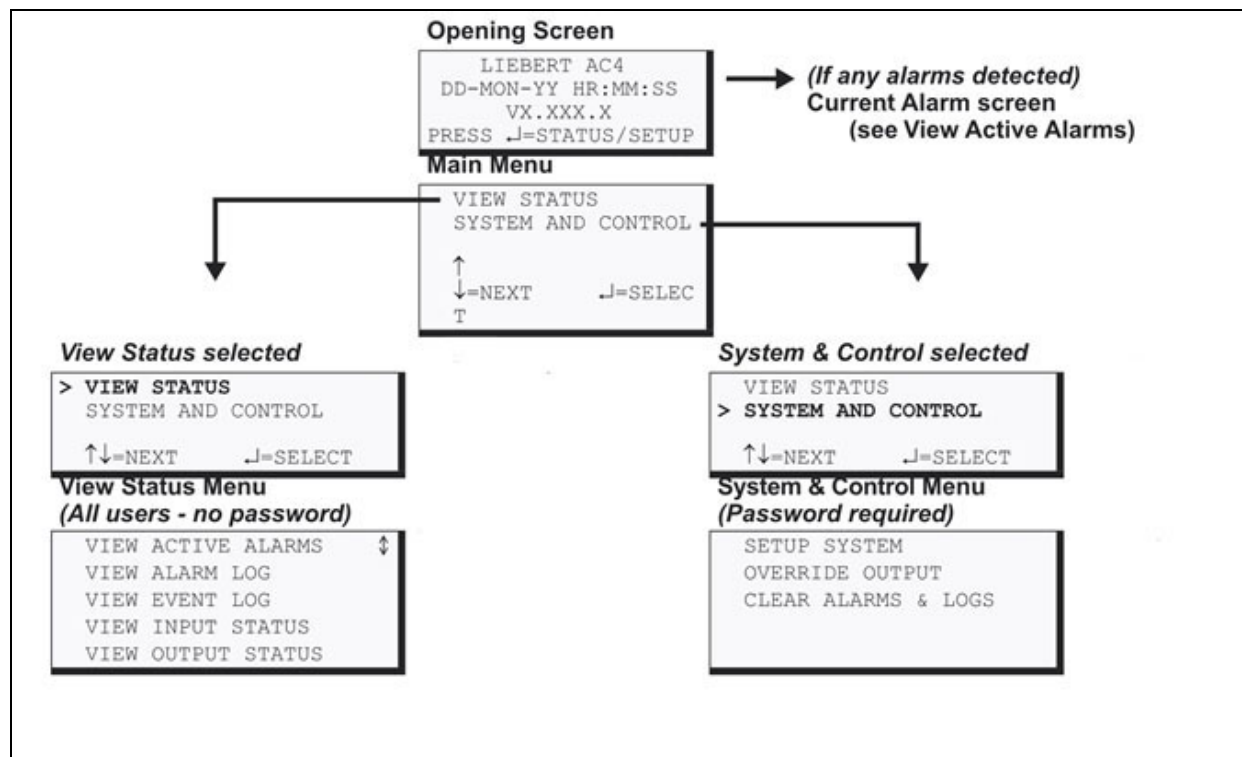 Opening Screen
LIEBERT AC4
DD-MON-YY HR:MM:SS
VX.XXX.X
PRESS ↵=STATUS/SETUP
(If any alarms detected)
Current Alarm screen
(see View Active Alarms)
Main Menu
VIEW STATUS
SYSTEM AND CONTROL
↑
↓=NEXT ↵=SELEC
T
View Status selected
> VIEW STATUS
SYSTEM AND CONTROL
↑↓=NEXT ↵=SELECT
View Status Menu
(All users - no password)
VIEW ACTIVE ALARMS ↕
VIEW ALARM LOG
VIEW EVENT LOG
VIEW INPUT STATUS
VIEW OUTPUT STATUS
System & Control selected
VIEW STATUS
> SYSTEM AND CONTROL
↑↓=NEXT ↵=SELECT
System & Control Menu
(Password required)
SETUP SYSTEM
OVERRIDE OUTPUT
CLEAR ALARMS & LOGS